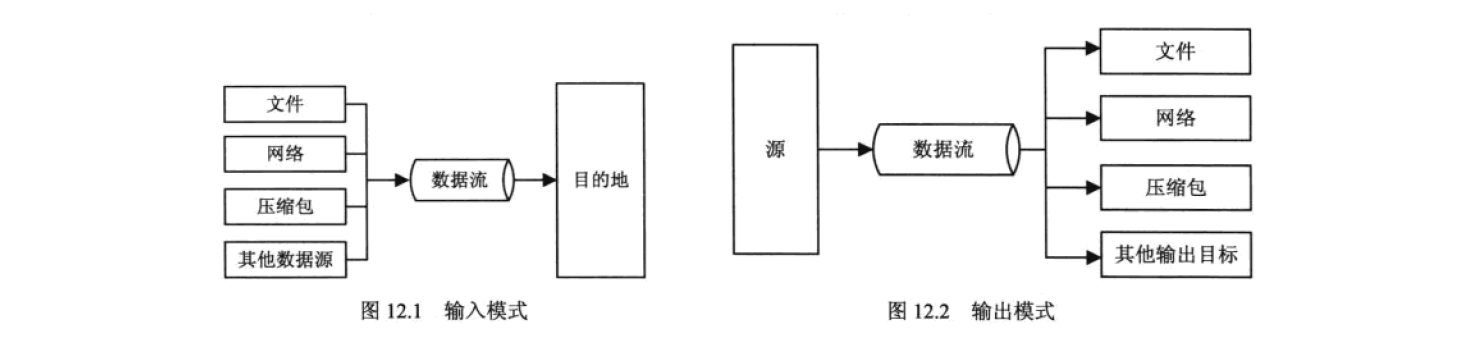 文件
网络
压缩包
其他数据源
数据流
目的地
图 12.1 输入模式
源
数据流
文件
网络
压缩包
其他输出目标
图 12.2 输出模式